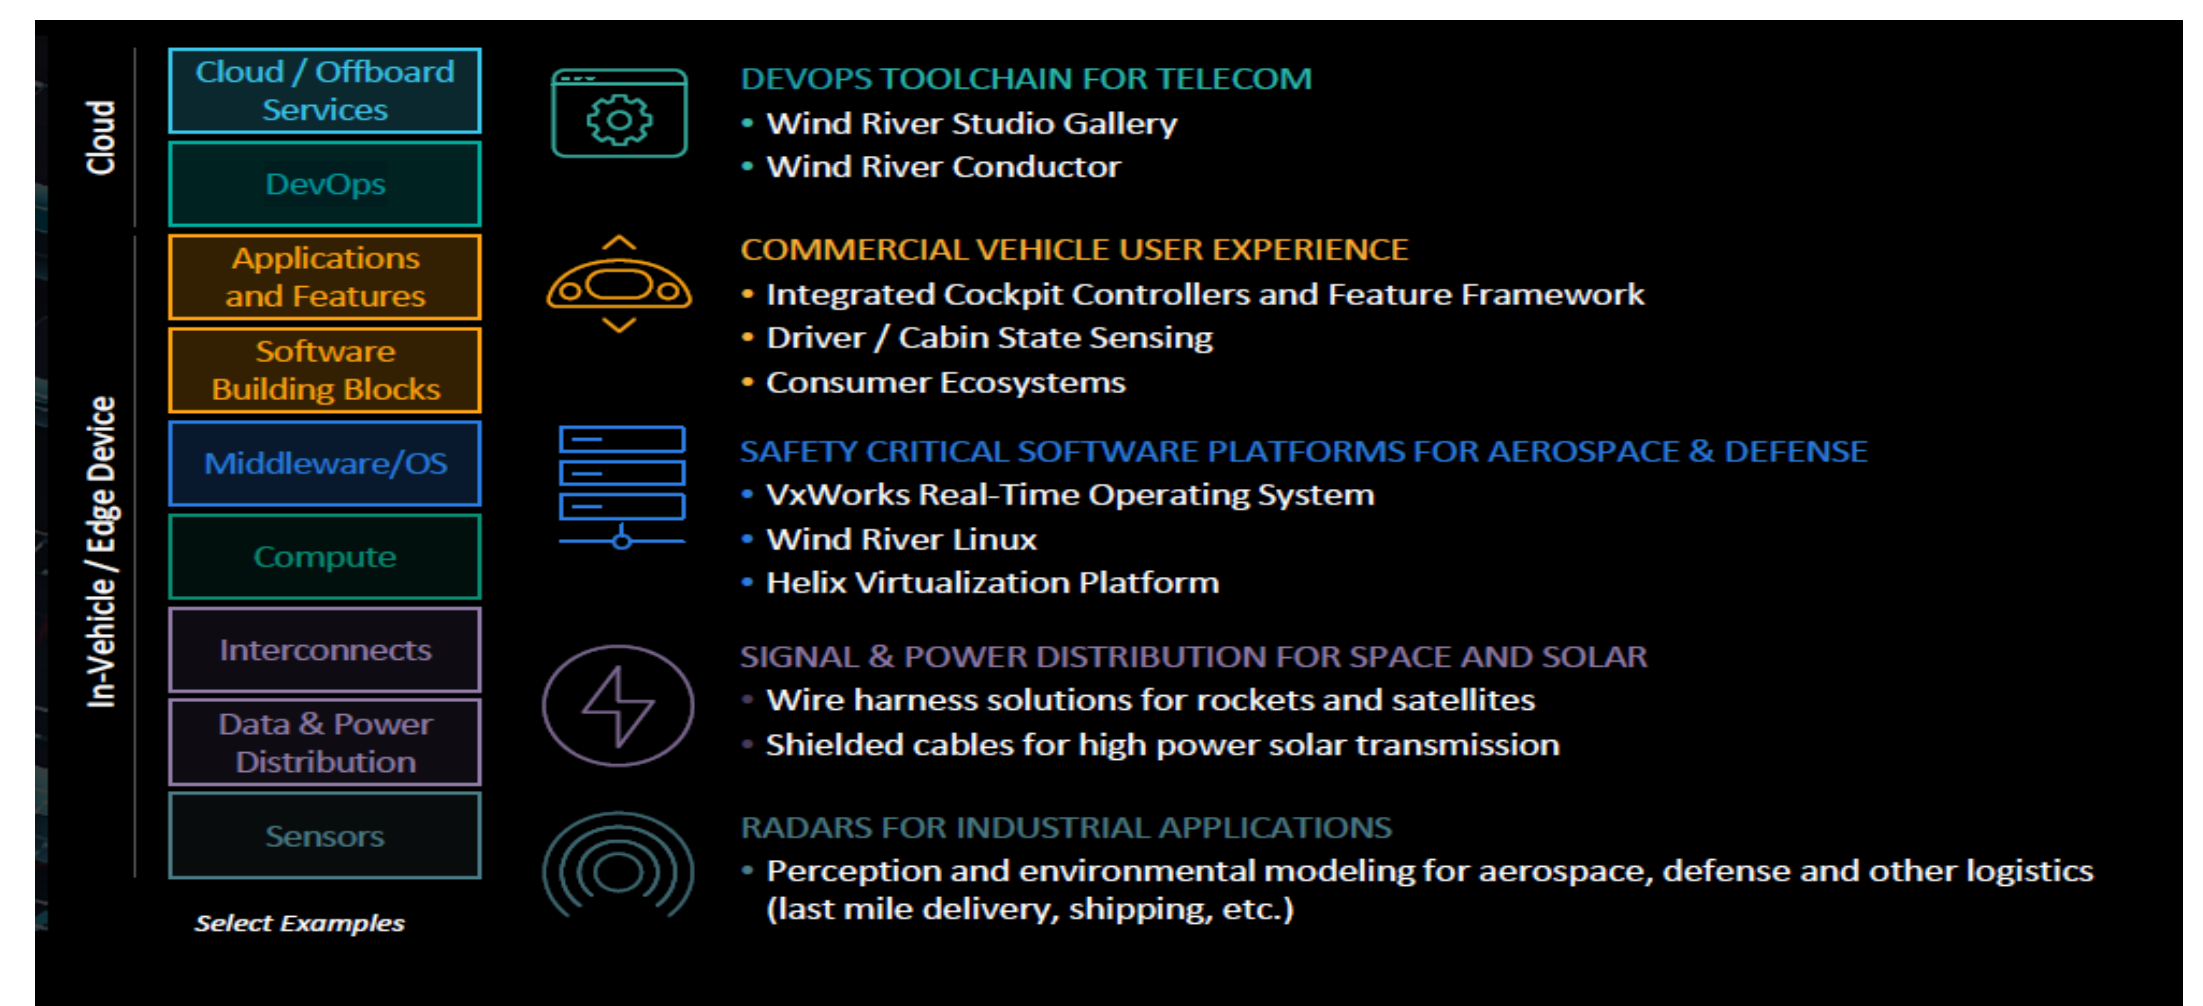 Cloud
Cloud / Offboard
Services
DevOps
In-Vehicle / Edge Device
Applications
and Features
Software
Building Blocks
Middleware/OS
Compute
Interconnects
Data & Power
Distribution
Sensors
Select Examples
DEVOPS TOOLCHAIN FOR TELECOM
• Wind River Studio Gallery
• Wind River Conductor
COMMERCIAL VEHICLE USER EXPERIENCE
• Integrated Cockpit Controllers and Feature Framework
• Driver / Cabin State Sensing
• Consumer Ecosystems
SAFETY CRITICAL SOFTWARE PLATFORMS FOR AEROSPACE & DEFENSE
• VxWorks Real-Time Operating System
• Wind River Linux
• Helix Virtualization Platform
SIGNAL & POWER DISTRIBUTION FOR SPACE AND SOLAR
• Wire harness solutions for rockets and satellites
• Shielded cables for high power solar transmission
RADARS FOR INDUSTRIAL APPLICATIONS
• Perception and environmental modeling for aerospace, defense and other logistics
(last mile delivery, shipping, etc.)